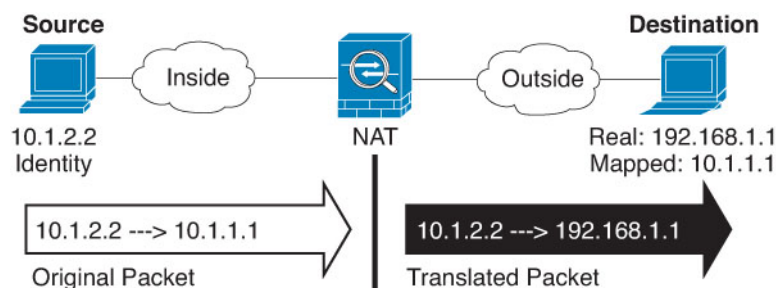 Source
Destination
Inside
Outside
10.1.2.2
Identity
NAT
Real: 192.168.1.1
Mapped: 10.1.1.1
10.1.2.2 ---> 10.1.1.1
10.1.2.2 ---> 192.168.1.1
Original Packet
Translated Packet